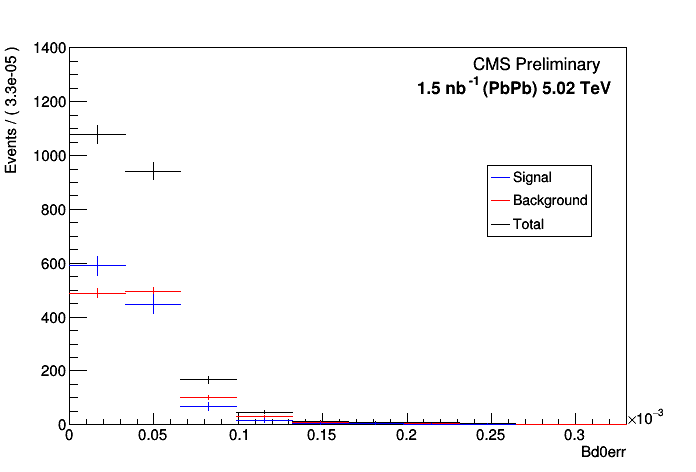 CMS Preliminary
1.5 nb⁻¹ (PbPb) 5.02 TeV
Events / ( 3.3e-05 )
1400
1200
1000
800
600
400
200
0
Signal
Background
Total
0 0.05 0.1 0.15 0.2 0.25 0.3 ×10⁻³
Bd0err